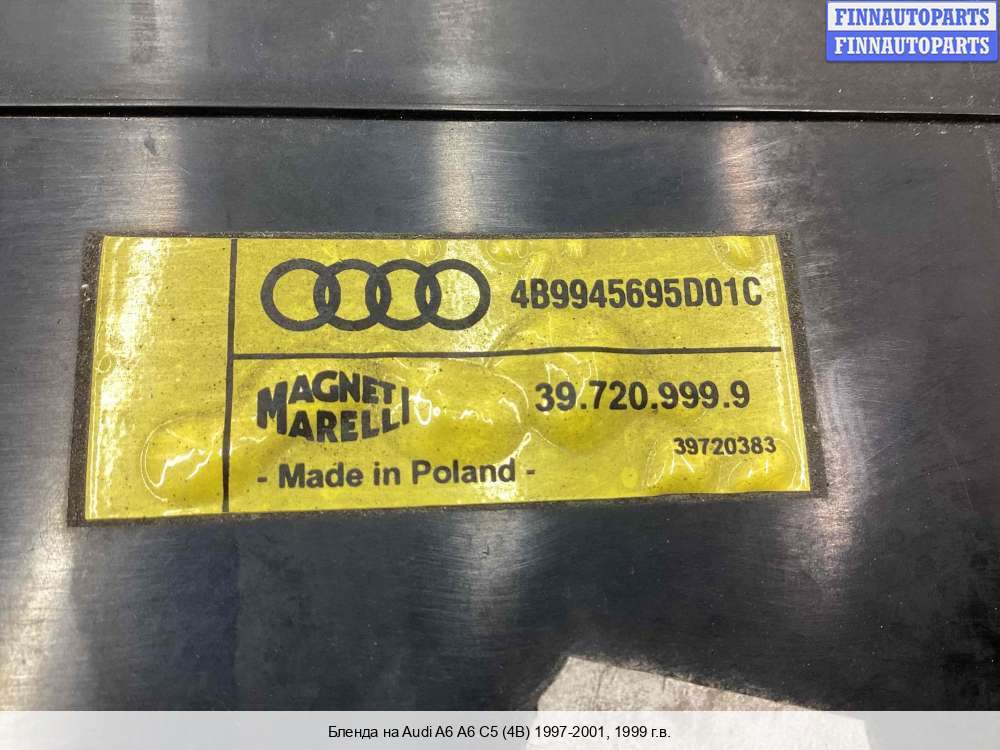 FINNAUTOPARTS
FINNAUTOPARTS
4B9945695D01C
MAGNETI
MARELLI
39.720.999.9
39720383
- Made in Poland -
Бленда на Audi A6 A6 C5 (4B) 1997-2001, 1999 г.в.